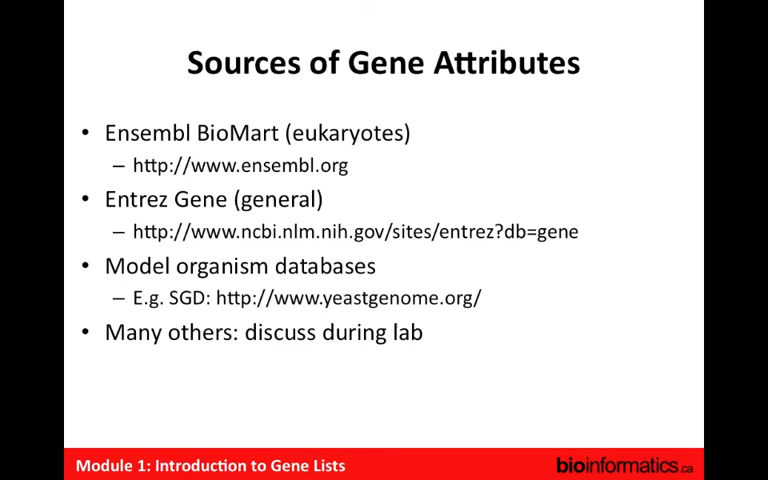 Sources of Gene Attributes
• Ensembl BioMart (eukaryotes)
– http://www.ensembl.org
• Entrez Gene (general)
– http://www.ncbi.nlm.nih.gov/sites/entrez?db=gene
• Model organism databases
– E.g. SGD: http://www.yeastgenome.org/
• Many others: discuss during lab
Module 1: Introduction to Gene Lists
bioinformatics.ca